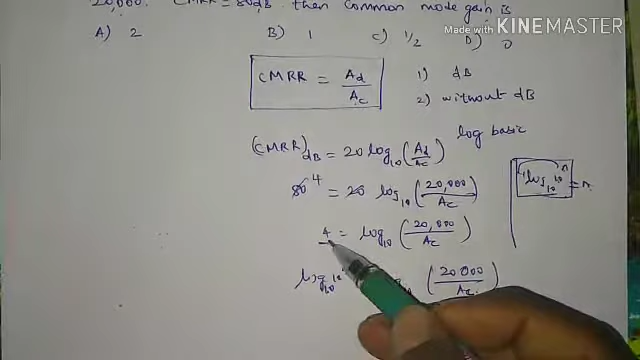 20,000. CMRR = 80dB. then common mode gain B
Made with KINEMASTER
A) 2 B) 1 C) 1/2 D) 0
CMRR = Ad/Ac
1) dB
2) without dB
(CMRR)dB = 20 log10 (Ad/Ac) log basic
80 4 = 20 log10 (20,000/Ac)
log10 10^n = n
4 = log10 (20,000/Ac)
log10 (20000/Ac)